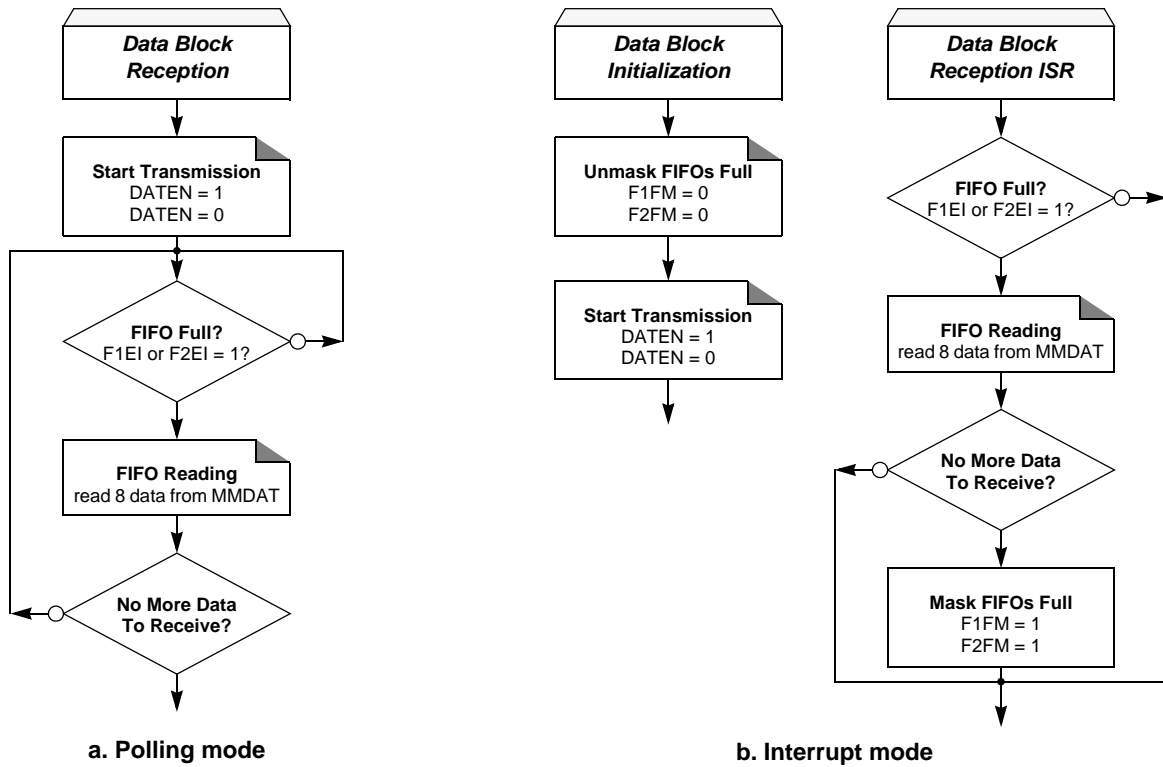 Data Block
Reception
Start Transmission
DATEN = 1
DATEN = 0
FIFO Full?
F1EI or F2EI = 1?
FIFO Reading
read 8 data from MMDAT
No More Data
To Receive?
a. Polling mode
Data Block
Initialization
Unmask FIFOs Full
F1FM = 0
F2FM = 0
Start Transmission
DATEN = 1
DATEN = 0
Data Block
Reception ISR
FIFO Full?
F1EI or F2EI = 1?
FIFO Reading
read 8 data from MMDAT
No More Data
To Receive?
Mask FIFOs Full
F1FM = 1
F2FM = 1
b. Interrupt mode